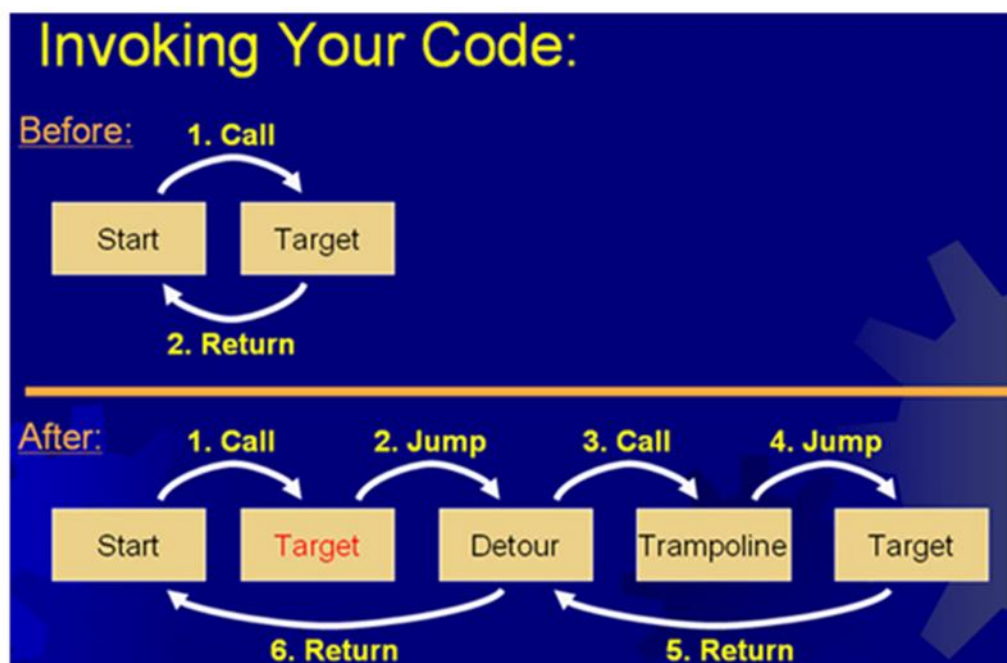 Invoking Your Code:
Before:
1. Call
Start
Target
2. Return
After:
1. Call
2. Jump
3. Call
4. Jump
Start
Target
Detour
Trampoline
Target
6. Return
5. Return